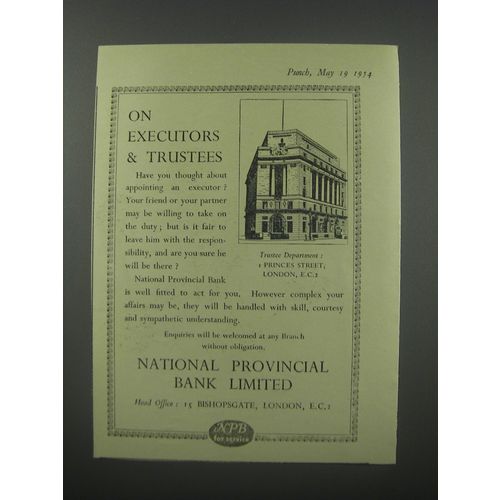 Punch, May 19 1954
ON
EXECUTORS
& TRUSTEES
Have you thought about
appointing an executor?
Your friend or your partner
may be willing to take on
the duty; but is it fair to
leave him with the respon-
sibility, and are you sure he
will be there?
Trustee Department:
1 PRINCES STREET,
LONDON, E.C.2
National Provincial Bank
is well fitted to act for you. However complex your
affairs may be, they will be handled with skill, courtesy
and sympathetic understanding.
Enquiries will be welcomed at any Branch
without obligation.
NATIONAL PROVINCIAL
BANK LIMITED
Head Office: 15 BISHOPSGATE, LONDON, E.C.2
NPB
for service